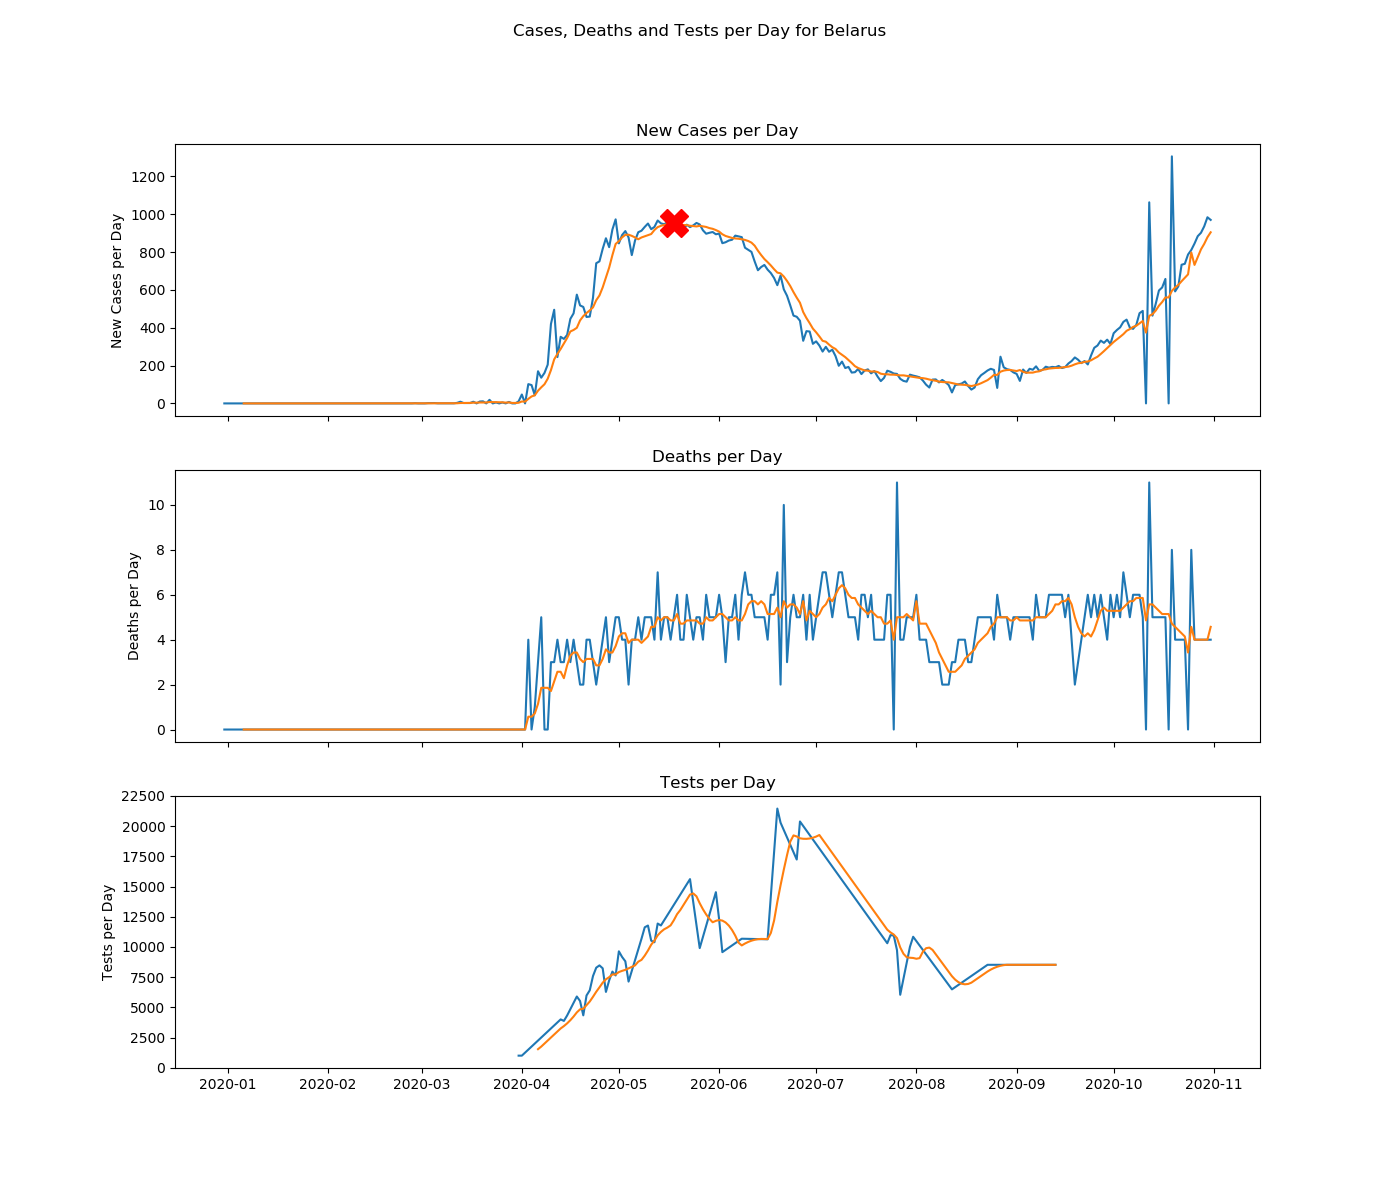 Cases, Deaths and Tests per Day for Belarus
New Cases per Day
New Cases per Day
1200
1000
800
600
400
200
0
Deaths per Day
Deaths per Day
10
8
6
4
2
0
Tests per Day
Tests per Day
22500
20000
17500
15000
12500
10000
7500
5000
2500
0
2020-01 2020-02 2020-03 2020-04 2020-05 2020-06 2020-07 2020-08 2020-09 2020-10 2020-11